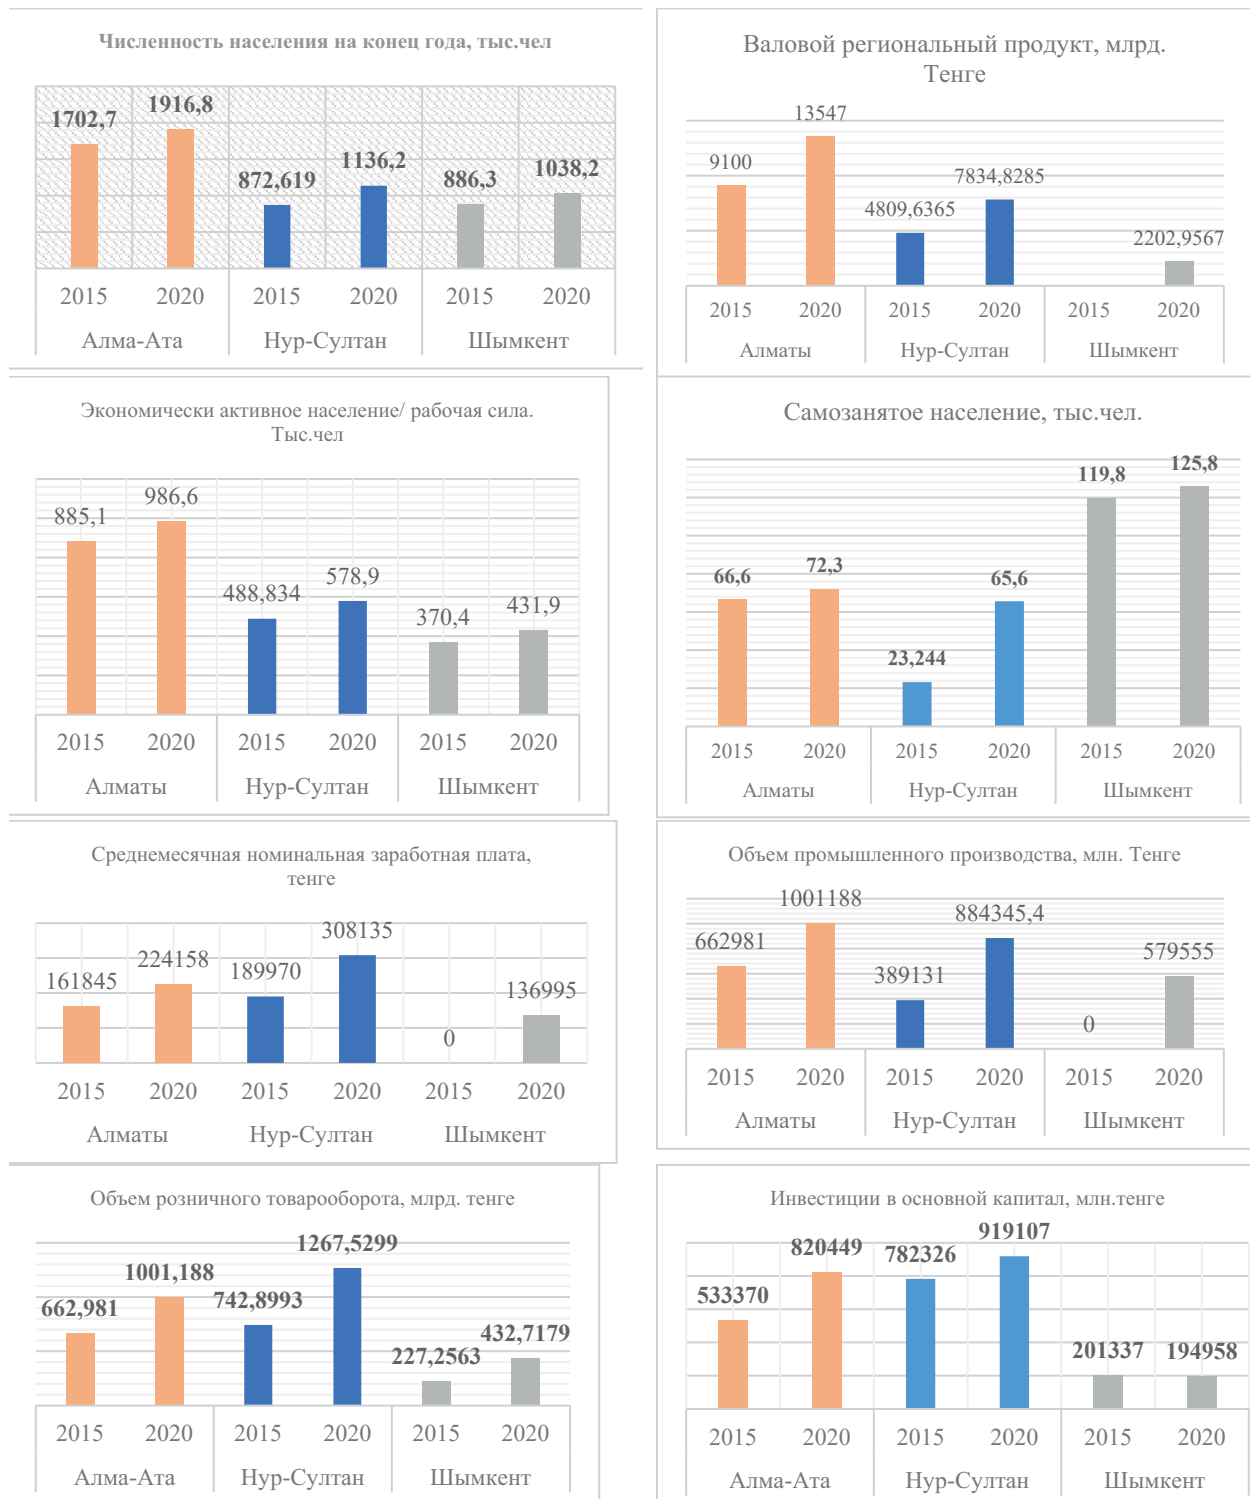 Численность населения на конец года, тыс.чел
1702,7
1916,8
872,619
1136,2
886,3
1038,2
2015 2020 2015 2020 2015 2020
Алма-Ата Нур-Султан Шымкент
Валовой региональный продукт, млрд.
Тенге
9100
13547
4809,6365
7834,8285
2202,9567
2015 2020 2015 2020 2015 2020
Алматы Нур-Султан Шымкент
Экономически активное население/ рабочая сила.
Тыс.чел
885,1
986,6
488,834
578,9
370,4
431,9
2015 2020 2015 2020 2015 2020
Алматы Нур-Султан Шымкент
Самозанятое население, тыс.чел.
66,6
72,3
23,244
65,6
119,8
125,8
2015 2020 2015 2020 2015 2020
Алматы Нур-Султан Шымкент
Среднемесячная номинальная заработная плата,
тенге
161845
224158
189970
308135
0
136995
2015 2020 2015 2020 2015 2020
Алматы Нур-Султан Шымкент
Объем промышленного производства, млн. Тенге
662981
1001188
389131
884345,4
0
579555
2015 2020 2015 2020 2015 2020
Алматы Нур-Султан Шымкент
Объем розничного товарооборота, млрд. тенге
662,981
1001,188
742,8993
1267,5299
227,2563
432,7179
2015 2020 2015 2020 2015 2020
Алма-Ата Нур-Султан Шымкент
Инвестиции в основной капитал, млн.тенге
533370
820449
782326
919107
201337
194958
2015 2020 2015 2020 2015 2020
Алма-Ата Нур-Султан Шымкент